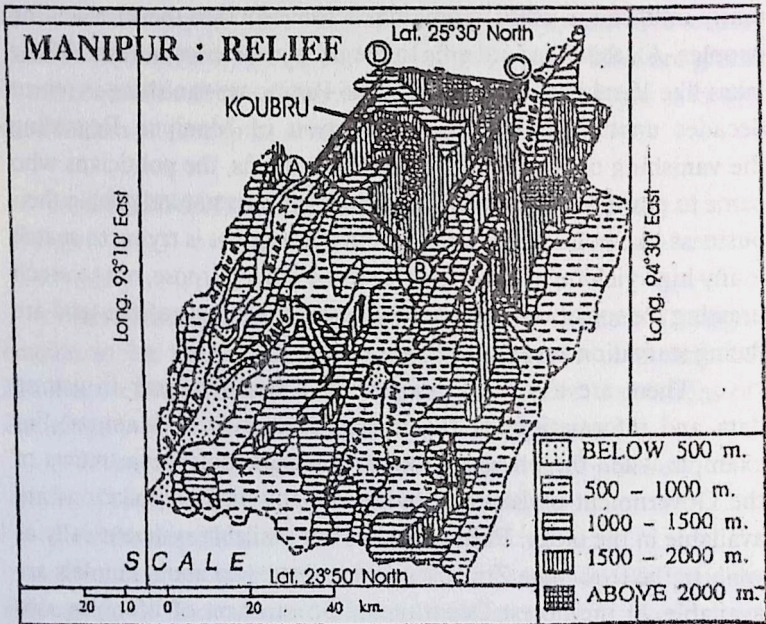 Lat. 25°30' North
MANIPUR : RELIEF
D
C
KOUBRU
A
B
Long. 93°10' East
Long. 94°30' East
BELOW 500 m.
500 - 1000 m.
1000 - 1500 m.
1500 - 2000 m.
ABOVE 2000 m.
SCALE
Lat. 23°50' North
20 10 0 20 40 km.